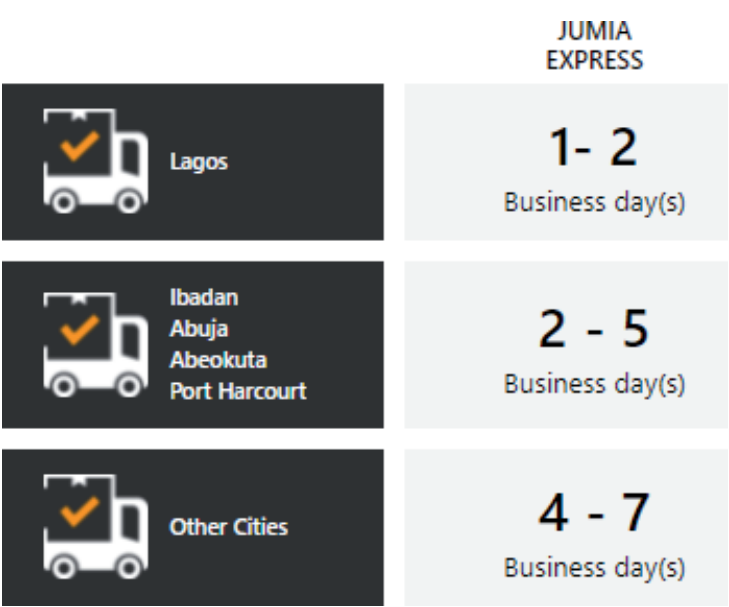 JUMIA
EXPRESS
Lagos
1- 2
Business day(s)
Ibadan
Abuja
Abeokuta
Port Harcourt
2 - 5
Business day(s)
Other Cities
4 - 7
Business day(s)